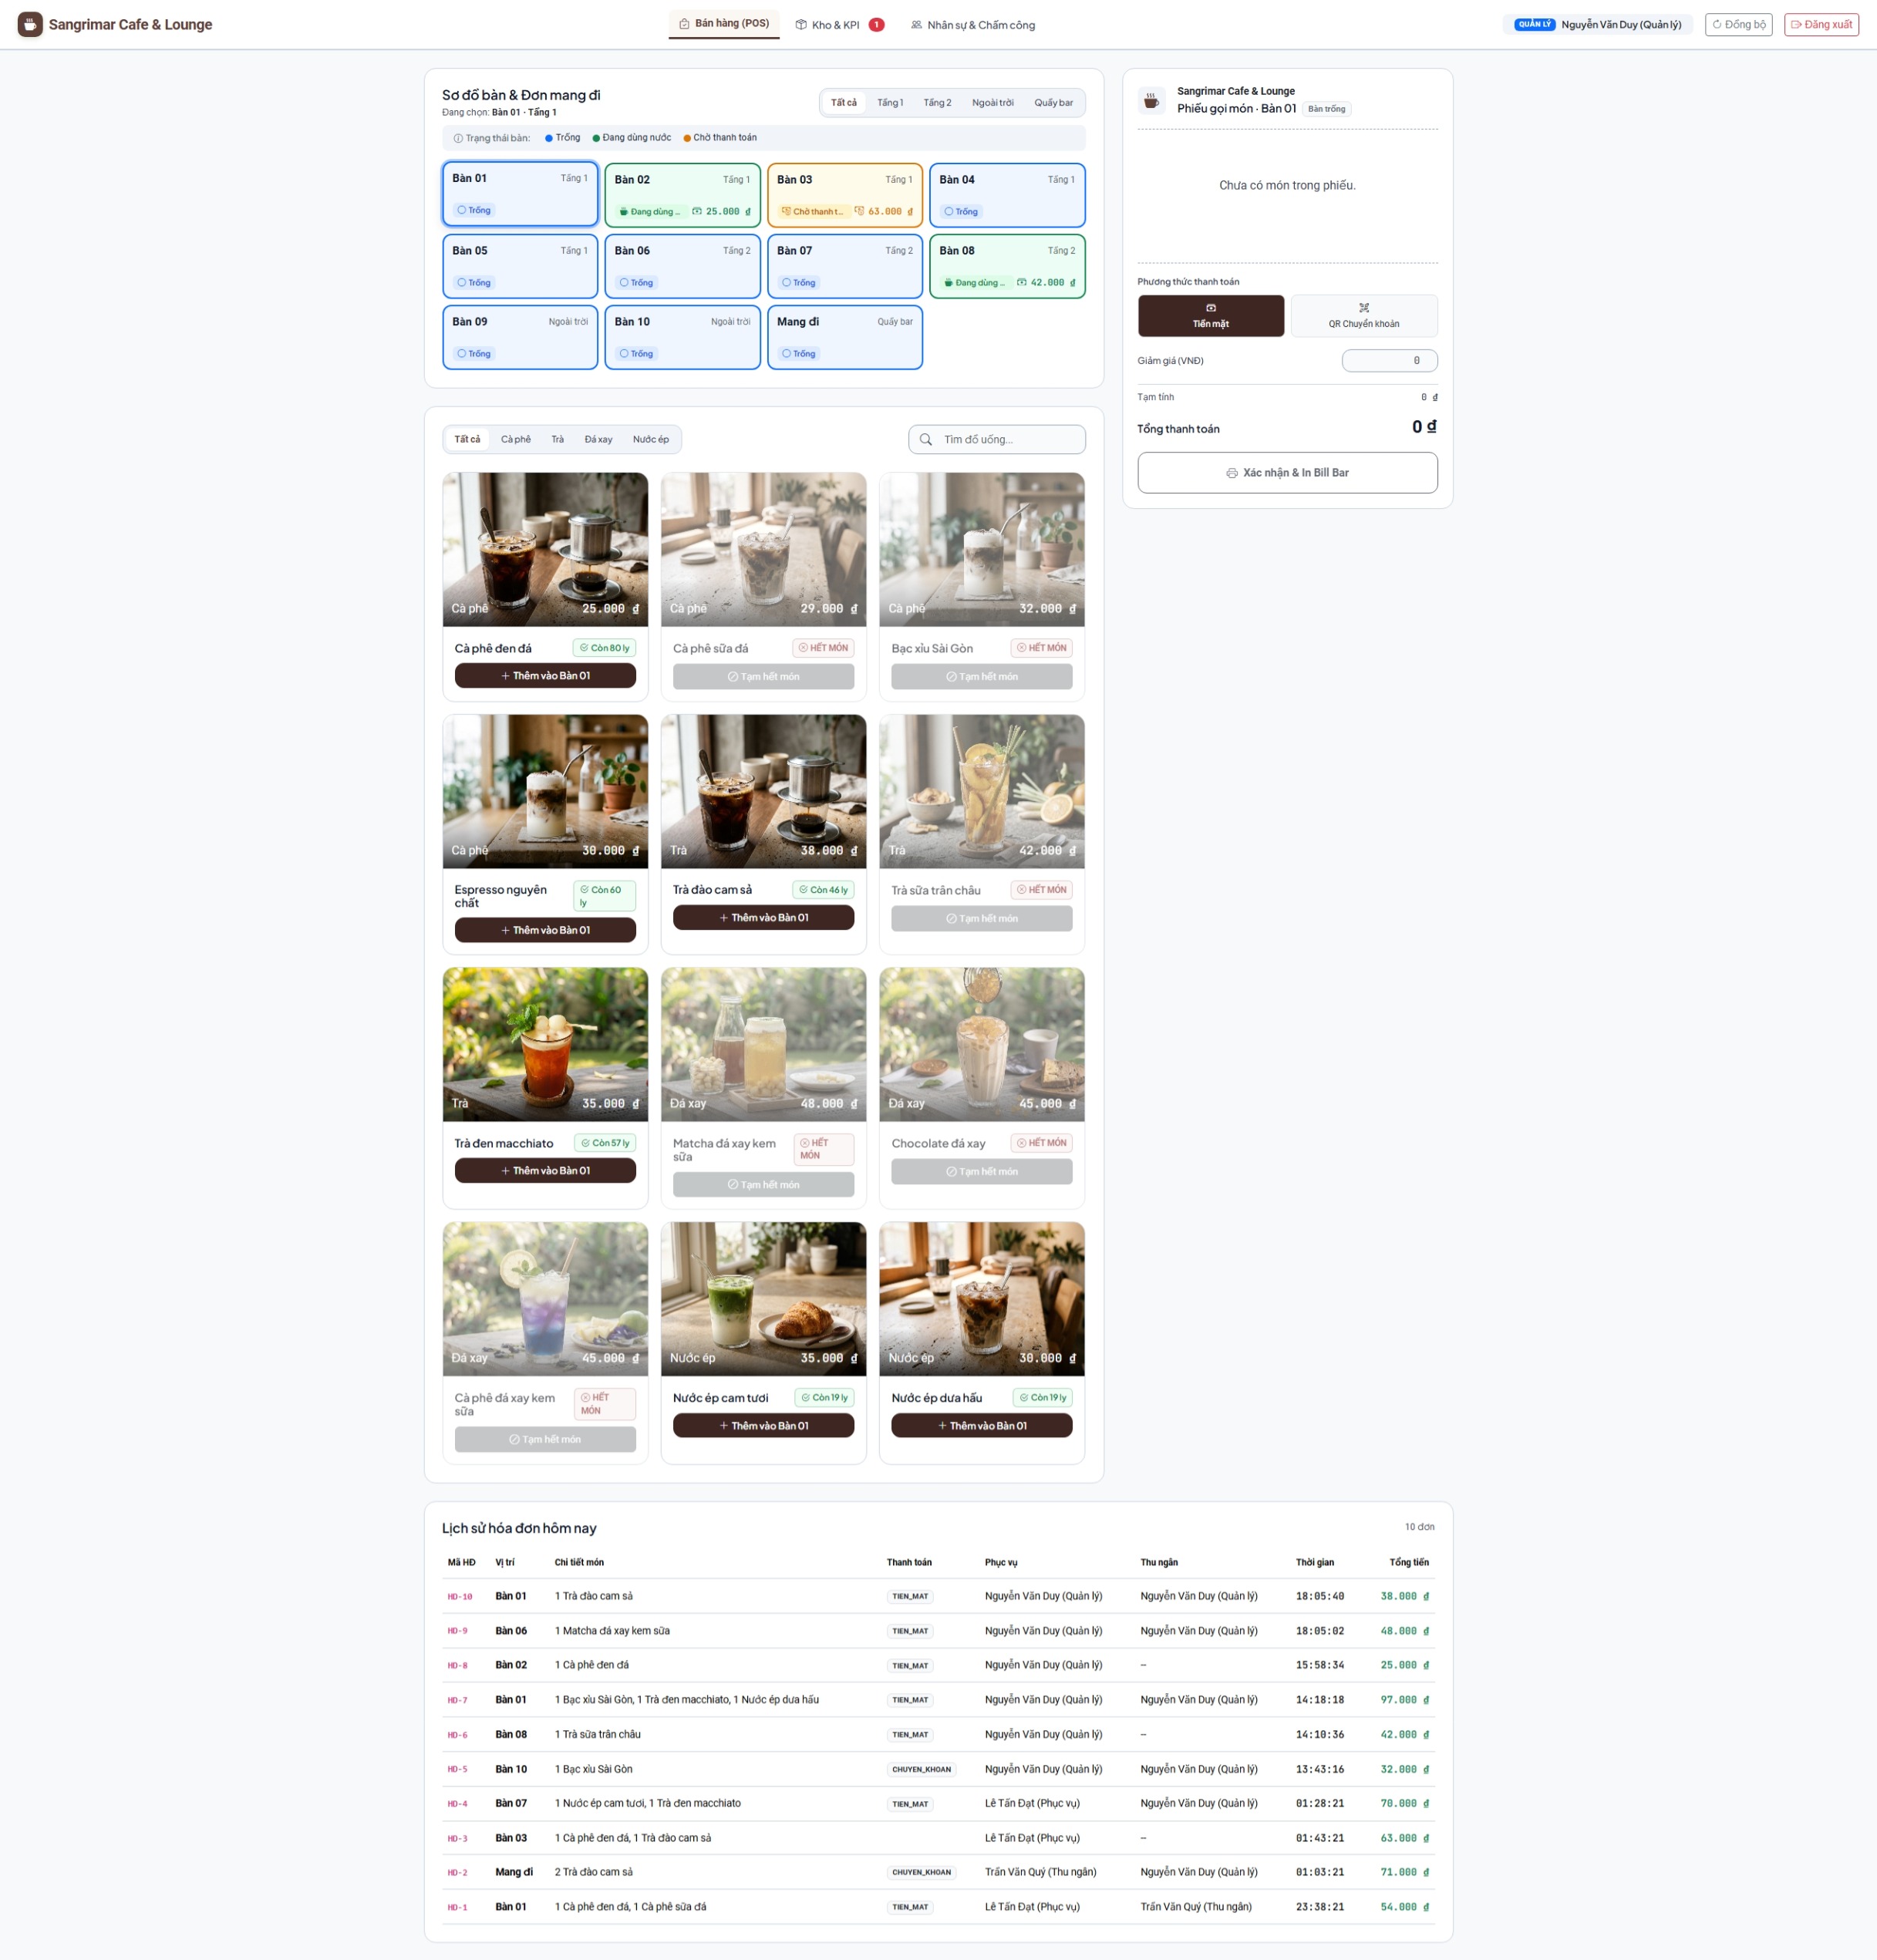 Sangrimar Cafe & Lounge
Bán hàng (POS)
Kho & KPI 1
Nhân sự & Chấm công
QUẢN LÝ Nguyễn Văn Duy (Quản lý)
Đồng bộ
Đăng xuất
Sơ đồ bàn & Đơn mang đi
Đang chọn: Bàn 01 · Tầng 1
Tất cả Tầng 1 Tầng 2 Ngoài trời Quầy bar
Trạng thái bàn: Trống Đang dùng nước Chờ thanh toán
Bàn 01 Tầng 1
Trống
Bàn 02 Tầng 1
Đang dùng ... 25.000 ₫
Bàn 03 Tầng 1
Chờ thanh t... 63.000 ₫
Bàn 04 Tầng 1
Trống
Bàn 05 Tầng 1
Trống
Bàn 06 Tầng 2
Trống
Bàn 07 Tầng 2
Trống
Bàn 08 Tầng 2
Đang dùng ... 42.000 ₫
Bàn 09 Ngoài trời
Trống
Bàn 10 Ngoài trời
Trống
Mang đi Quầy bar
Trống
Sangrimar Cafe & Lounge
Phiếu gọi món · Bàn 01 Bàn trống
Chưa có món trong phiếu.
Phương thức thanh toán
Tiền mặt
QR Chuyển khoản
Giảm giá (VNĐ) 0
Tạm tính 0 ₫
Tổng thanh toán 0 ₫
Xác nhận & In Bill Bar
Tất cả Cà phê Trà Đá xay Nước ép
Tìm đồ uống...
Cà phê 25.000 ₫
Cà phê đen đá Còn 80 ly
+ Thêm vào Bàn 01
Cà phê 29.000 ₫
Cà phê sữa đá HẾT MÓN
Tạm hết món
Cà phê 32.000 ₫
Bạc xỉu Sài Gòn HẾT MÓN
Tạm hết món
Cà phê 30.000 ₫
Espresso nguyên chất Còn 60 ly
+ Thêm vào Bàn 01
Trà 38.000 ₫
Trà đào cam sả Còn 46 ly
+ Thêm vào Bàn 01
Trà 42.000 ₫
Trà sữa trân châu HẾT MÓN
Tạm hết món
Trà 35.000 ₫
Trà đen macchiato Còn 57 ly
+ Thêm vào Bàn 01
Đá xay 48.000 ₫
Matcha đá xay kem sữa HẾT MÓN
Tạm hết món
Đá xay 45.000 ₫
Chocolate đá xay HẾT MÓN
Tạm hết món
Đá xay 45.000 ₫
Cà phê đá xay kem sữa HẾT MÓN
Tạm hết món
Nước ép 35.000 ₫
Nước ép cam tươi Còn 19 ly
+ Thêm vào Bàn 01
Nước ép 30.000 ₫
Nước ép dưa hấu Còn 19 ly
+ Thêm vào Bàn 01
Lịch sử hóa đơn hôm nay 10 đơn
Mã HĐ Vị trí Chi tiết món Thanh toán Phục vụ Thu ngân Thời gian Tổng tiền
HD-10 Bàn 01 1 Trà đào cam sả TIEN_MAT Nguyễn Văn Duy (Quản lý) Nguyễn Văn Duy (Quản lý) 18:05:40 38.000 ₫
HD-9 Bàn 06 1 Matcha đá xay kem sữa TIEN_MAT Nguyễn Văn Duy (Quản lý) Nguyễn Văn Duy (Quản lý) 18:05:02 48.000 ₫
HD-8 Bàn 02 1 Cà phê đen đá TIEN_MAT Nguyễn Văn Duy (Quản lý) -- 15:58:34 25.000 ₫
HD-7 Bàn 01 1 Bạc xỉu Sài Gòn, 1 Trà đen macchiato, 1 Nước ép dưa hấu TIEN_MAT Nguyễn Văn Duy (Quản lý) Nguyễn Văn Duy (Quản lý) 14:18:18 97.000 ₫
HD-6 Bàn 08 1 Trà sữa trân châu TIEN_MAT Nguyễn Văn Duy (Quản lý) -- 14:10:36 42.000 ₫
HD-5 Bàn 10 1 Bạc xỉu Sài Gòn CHUYEN_KHOAN Nguyễn Văn Duy (Quản lý) Nguyễn Văn Duy (Quản lý) 13:43:16 32.000 ₫
HD-4 Bàn 07 1 Nước ép cam tươi, 1 Trà đen macchiato TIEN_MAT Lê Tấn Đạt (Phục vụ) Nguyễn Văn Duy (Quản lý) 01:28:21 70.000 ₫
HD-3 Bàn 03 1 Cà phê đen đá, 1 Trà đào cam sả Lê Tấn Đạt (Phục vụ) -- 01:43:21 63.000 ₫
HD-2 Mang đi 2 Trà đào cam sả CHUYEN_KHOAN Trần Văn Quý (Thu ngân) Nguyễn Văn Duy (Quản lý) 01:03:21 71.000 ₫
HD-1 Bàn 01 1 Cà phê đen đá, 1 Cà phê sữa đá TIEN_MAT Lê Tấn Đạt (Phục vụ) Trần Văn Quý (Thu ngân) 23:38:21 54.000 ₫